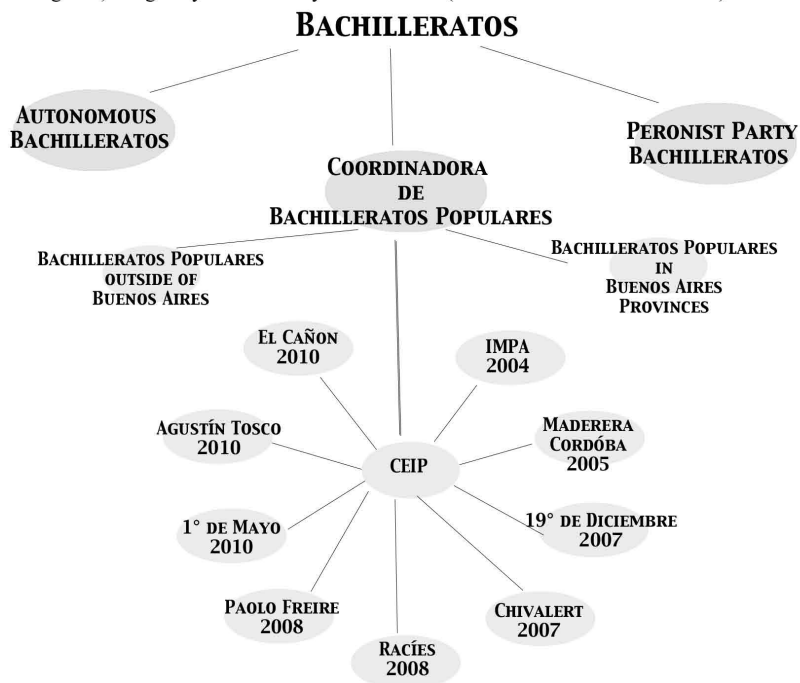 BACHILLERATOS
AUTONOMOUS
BACHILLERATOS
PERONIST PARTY
BACHILLERATOS
COORDINADORA
DE
BACHILLERATOS POPULARES
BACHILLERATOS POPULARES
OUTSIDE OF
BUENOS AIRES
BACHILLERATOS POPULARES
IN
BUENOS AIRES
PROVINCES
EL CAÑON
2010
IMPA
2004
AGUSTÍN TOSCO
2010
MADERERA
CORDÓBA
2005
CEIP
1° DE MAYO
2010
19° DE DICIEMBRE
2007
PAOLO FREIRE
2008
CHIVALERT
2007
RACÍES
2008